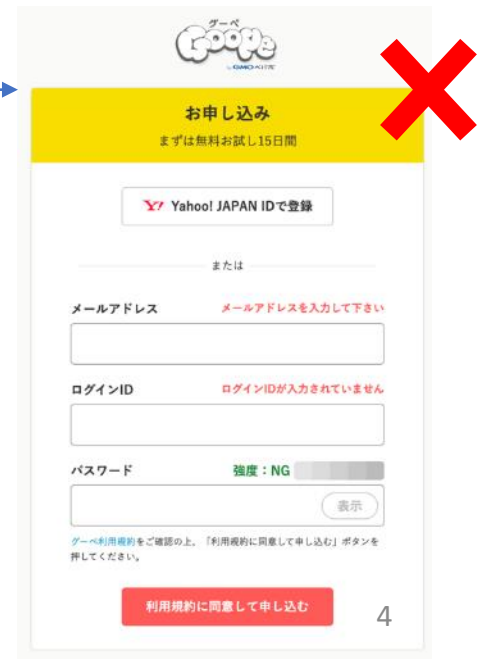 グーペ
Goope
by GMOペパボ
お申し込み
まずは無料お試し15日間
Yahoo! JAPAN IDで登録
または
メールアドレス メールアドレスを入力して下さい
ログインID ログインIDが入力されていません
パスワード 強度：NG
表示
グーペ利用規約をご確認の上、「利用規約に同意して申し込む」ボタンを
押してください。
利用規約に同意して申し込む
4